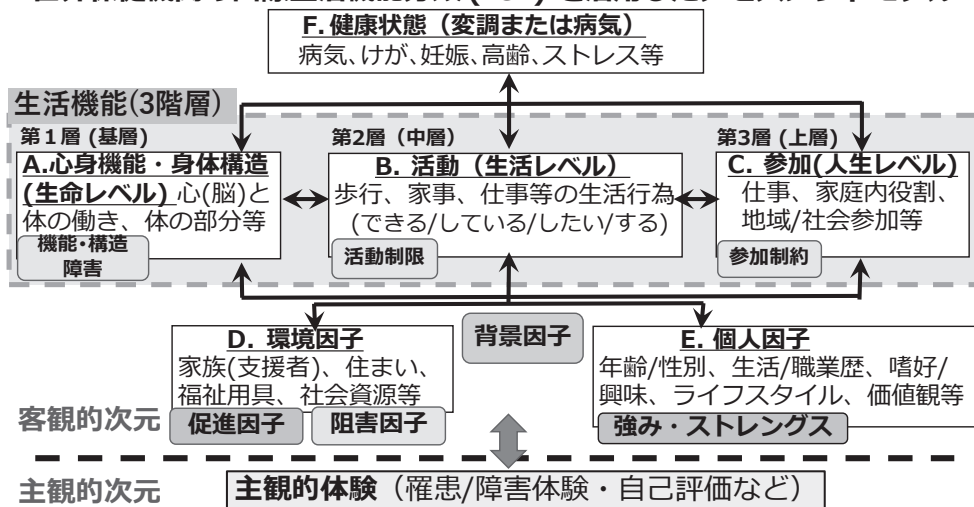 F. 健康状態（変調または病気）
病気、けが、妊娠、高齢、ストレス等
生活機能(3階層)
第１層 (基層)
A.心身機能・身体構造
(生命レベル) 心(脳)と
体の働き、体の部分等
機能・構造
障害
第2層（中層）
B. 活動（生活レベル）
歩行、家事、仕事等の生活行為
(できる/している/したい/する)
活動制限
第3層 (上層)
C. 参加(人生レベル)
仕事、家庭内役割、
地域/社会参加等
参加制約
背景因子
D. 環境因子
家族(支援者)、住まい、
福祉用具、社会資源等
促進因子
阻害因子
E. 個人因子
年齢/性別、生活/職業歴、嗜好/
興味、ライフスタイル、価値観等
強み・ストレングス
客観的次元
主観的次元
主観的体験（罹患/障害体験・自己評価など）